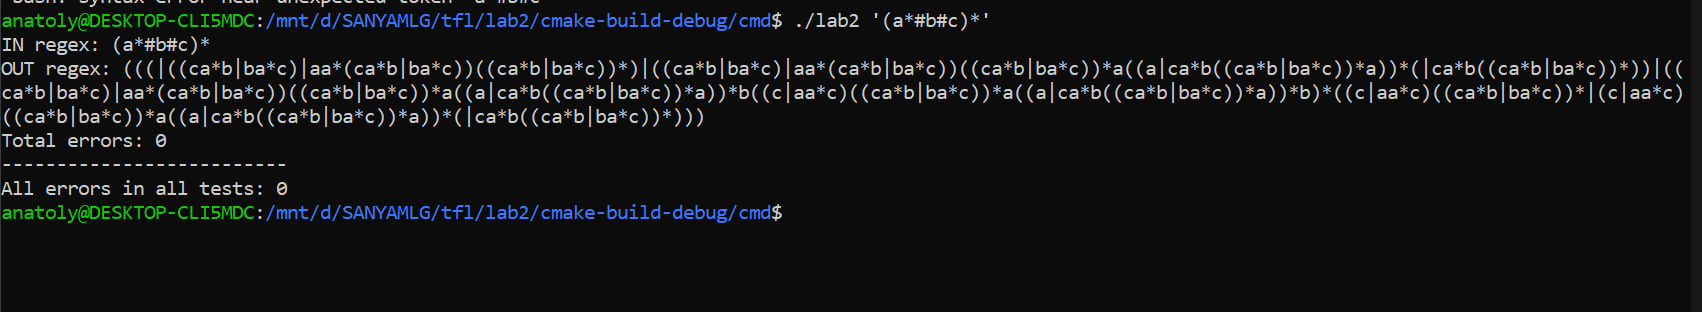 anatoly@DESKTOP-CLI5MDC:/mnt/d/SANYAMLG/tfl/lab2/cmake-build-debug/cmd$ ./lab2 '(a*#b#c)*'
IN regex: (a*#b#c)*
OUT regex: (((|((ca*b|ba*c)|aa*(ca*b|ba*c))((ca*b|ba*c))*)|((ca*b|ba*c)|aa*(ca*b|ba*c))((ca*b|ba*c))*a((a|ca*b((ca*b|ba*c))*a))*(|ca*b((ca*b|ba*c))*))|((
ca*b|ba*c)|aa*(ca*b|ba*c))((ca*b|ba*c))*a((a|ca*b((ca*b|ba*c))*a))*b((c|aa*c)((ca*b|ba*c))*a((a|ca*b((ca*b|ba*c))*a))*b)*((c|aa*c)((ca*b|ba*c))*|(c|aa*c)
((ca*b|ba*c))*a((a|ca*b((ca*b|ba*c))*a))*(|ca*b((ca*b|ba*c))*)))
Total errors: 0
--------------------------
All errors in all tests: 0
anatoly@DESKTOP-CLI5MDC:/mnt/d/SANYAMLG/tfl/lab2/cmake-build-debug/cmd$